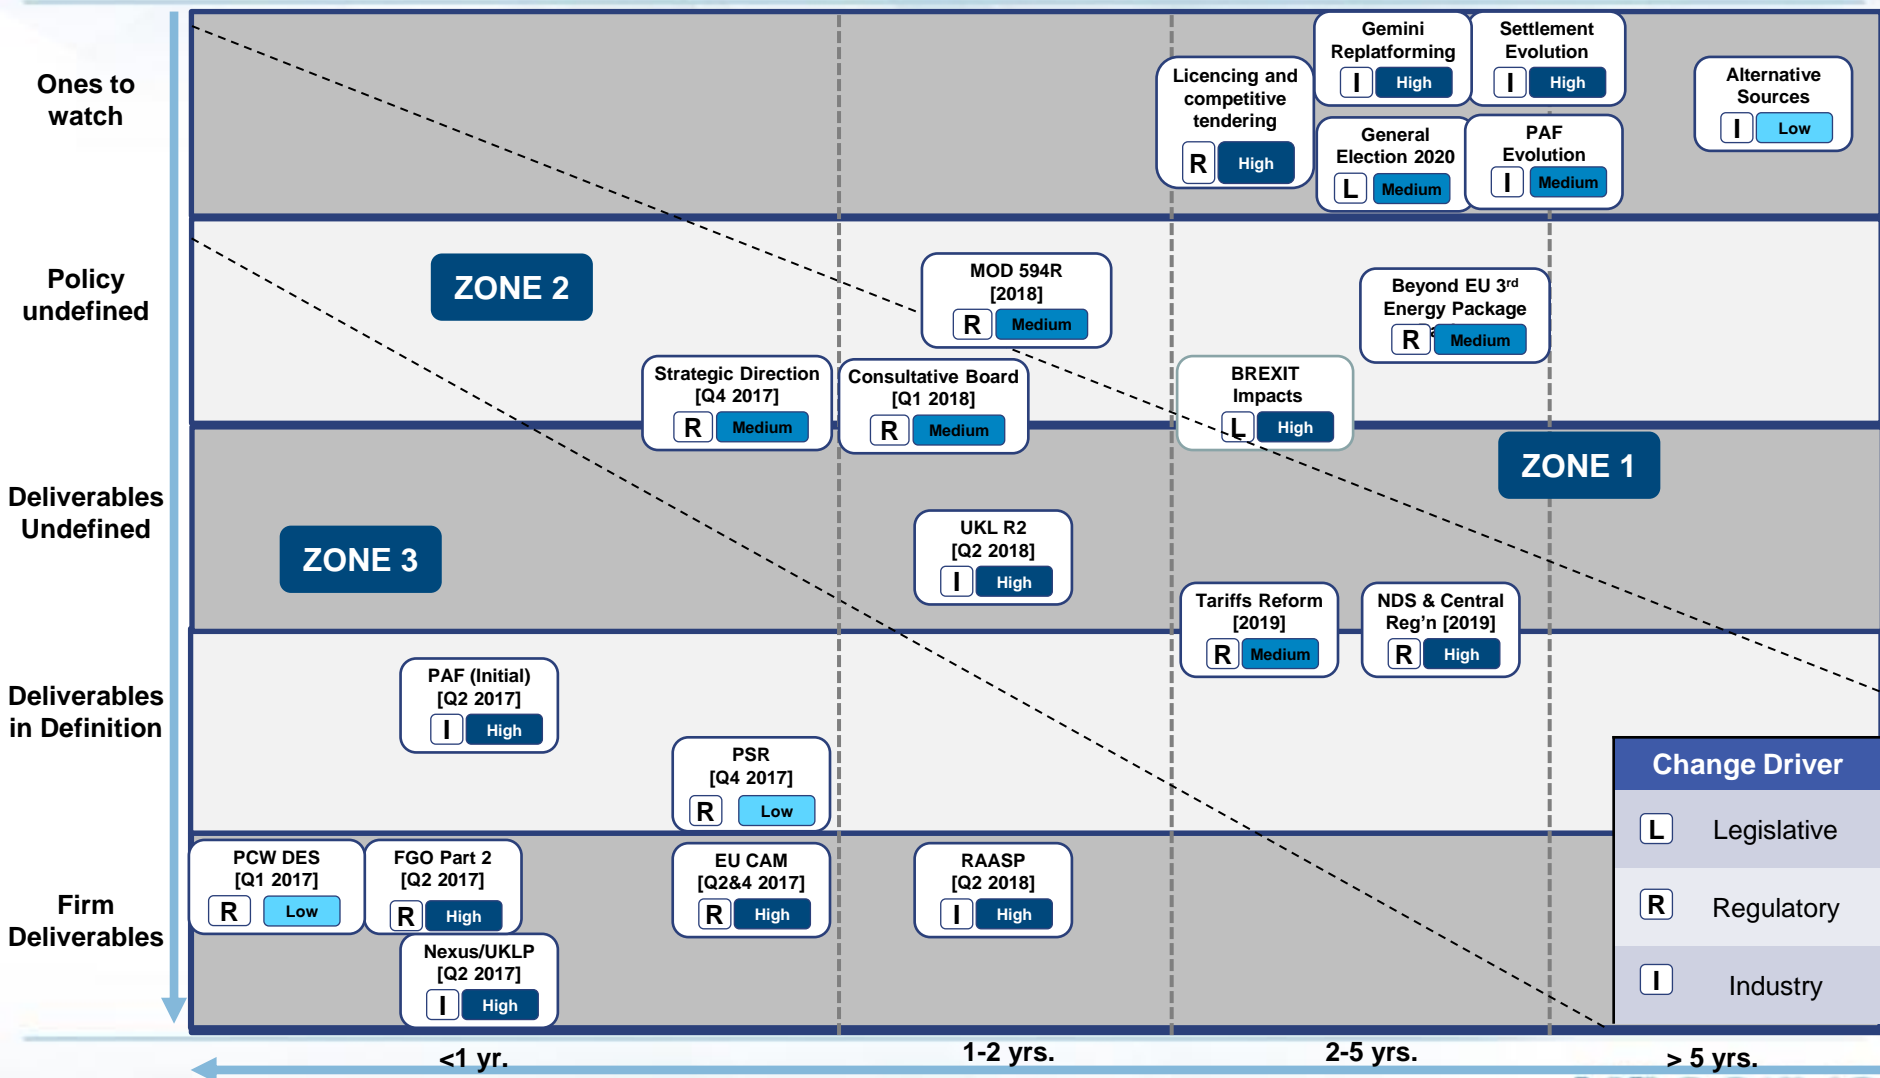 Ones to
watch
Gemini
Replatforming
I High
Settlement
Evolution
I High
Licencing and
competitive
tendering
R High
Alternative
Sources
I Low
General
Election 2020
L Medium
PAF
Evolution
I Medium
Policy
undefined
ZONE 2
MOD 594R
[2018]
R Medium
Beyond EU 3rd
Energy Package
R Medium
Strategic Direction
[Q4 2017]
R Medium
Consultative Board
[Q1 2018]
R Medium
BREXIT
Impacts
L High
ZONE 1
Deliverables
Undefined
ZONE 3
UKL R2
[Q2 2018]
I High
Tariffs Reform
[2019]
R Medium
NDS & Central
Reg’n [2019]
R High
Deliverables
in Definition
PAF (Initial)
[Q2 2017]
I High
PSR
[Q4 2017]
R Low
Firm
Deliverables
PCW DES
[Q1 2017]
R Low
FGO Part 2
[Q2 2017]
R High
EU CAM
[Q2&4 2017]
R High
RAASP
[Q2 2018]
I High
Nexus/UKLP
[Q2 2017]
I High
Change Driver
L Legislative
R Regulatory
I Industry
<1 yr.
1-2 yrs.
2-5 yrs.
> 5 yrs.